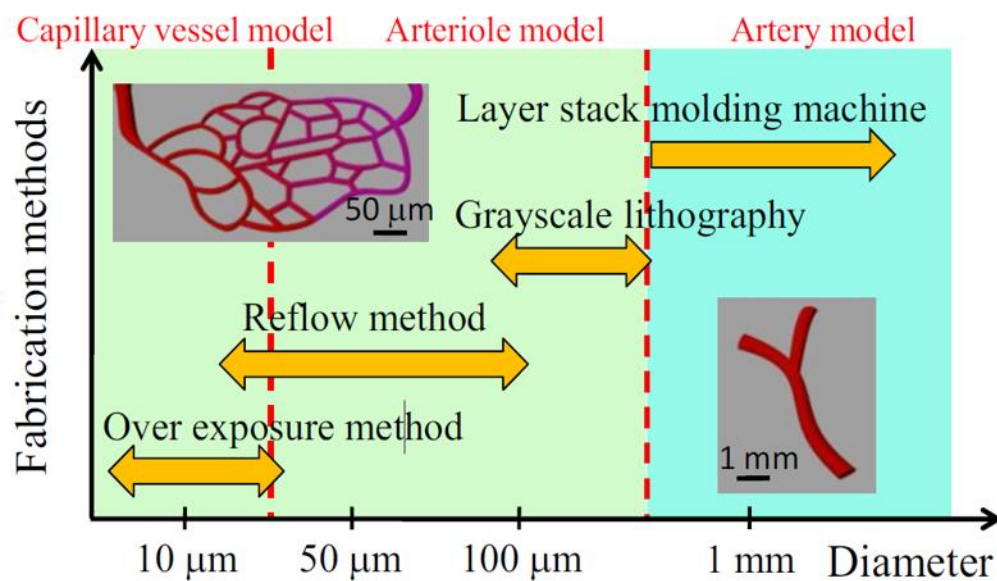 Capillary vessel model
Arteriole model
Artery model
Fabrication methods
Layer stack molding machine
50 μm
Grayscale lithography
Reflow method
Over exposure method
1 mm
10 μm
50 μm
100 μm
1 mm
Diameter